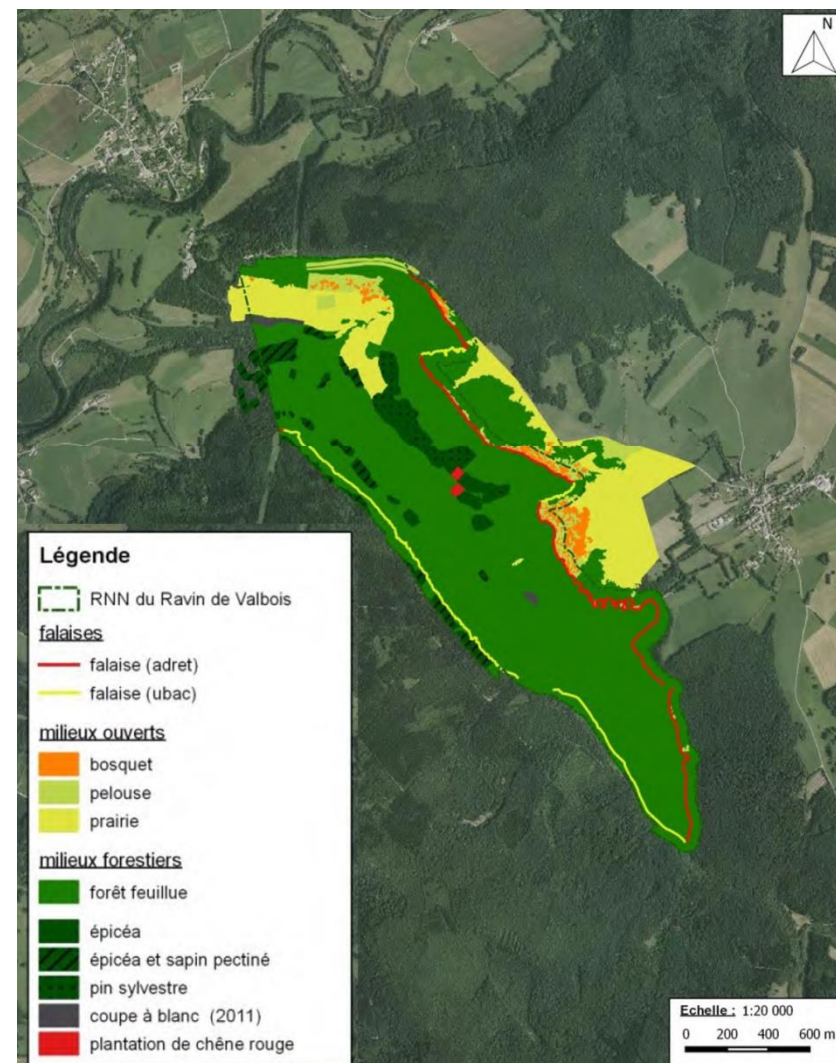 N
Légende
RNN du Ravin de Valbois
falaises
falaise (adret)
falaise (ubac)
milieux ouverts
bosquet
pelouse
prairie
milieux forestiers
forêt feuillue
épicéa
épicéa et sapin pectiné
pin sylvestre
coupe à blanc (2011)
plantation de chêne rouge
Echelle : 1:20 000
0 200 400 600 m